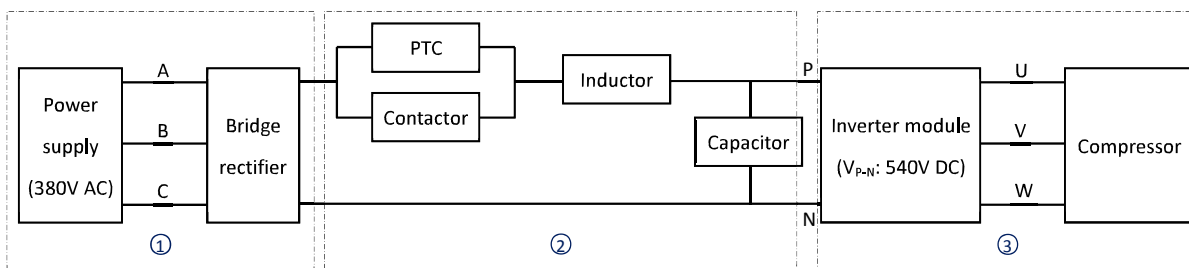 Power
supply
(380V AC)
A
B
C
Bridge
rectifier
①
PTC
Contactor
Inductor
Capacitor
②
P
N
Inverter module
(VP-N: 540V DC)
U
V
W
Compressor
③